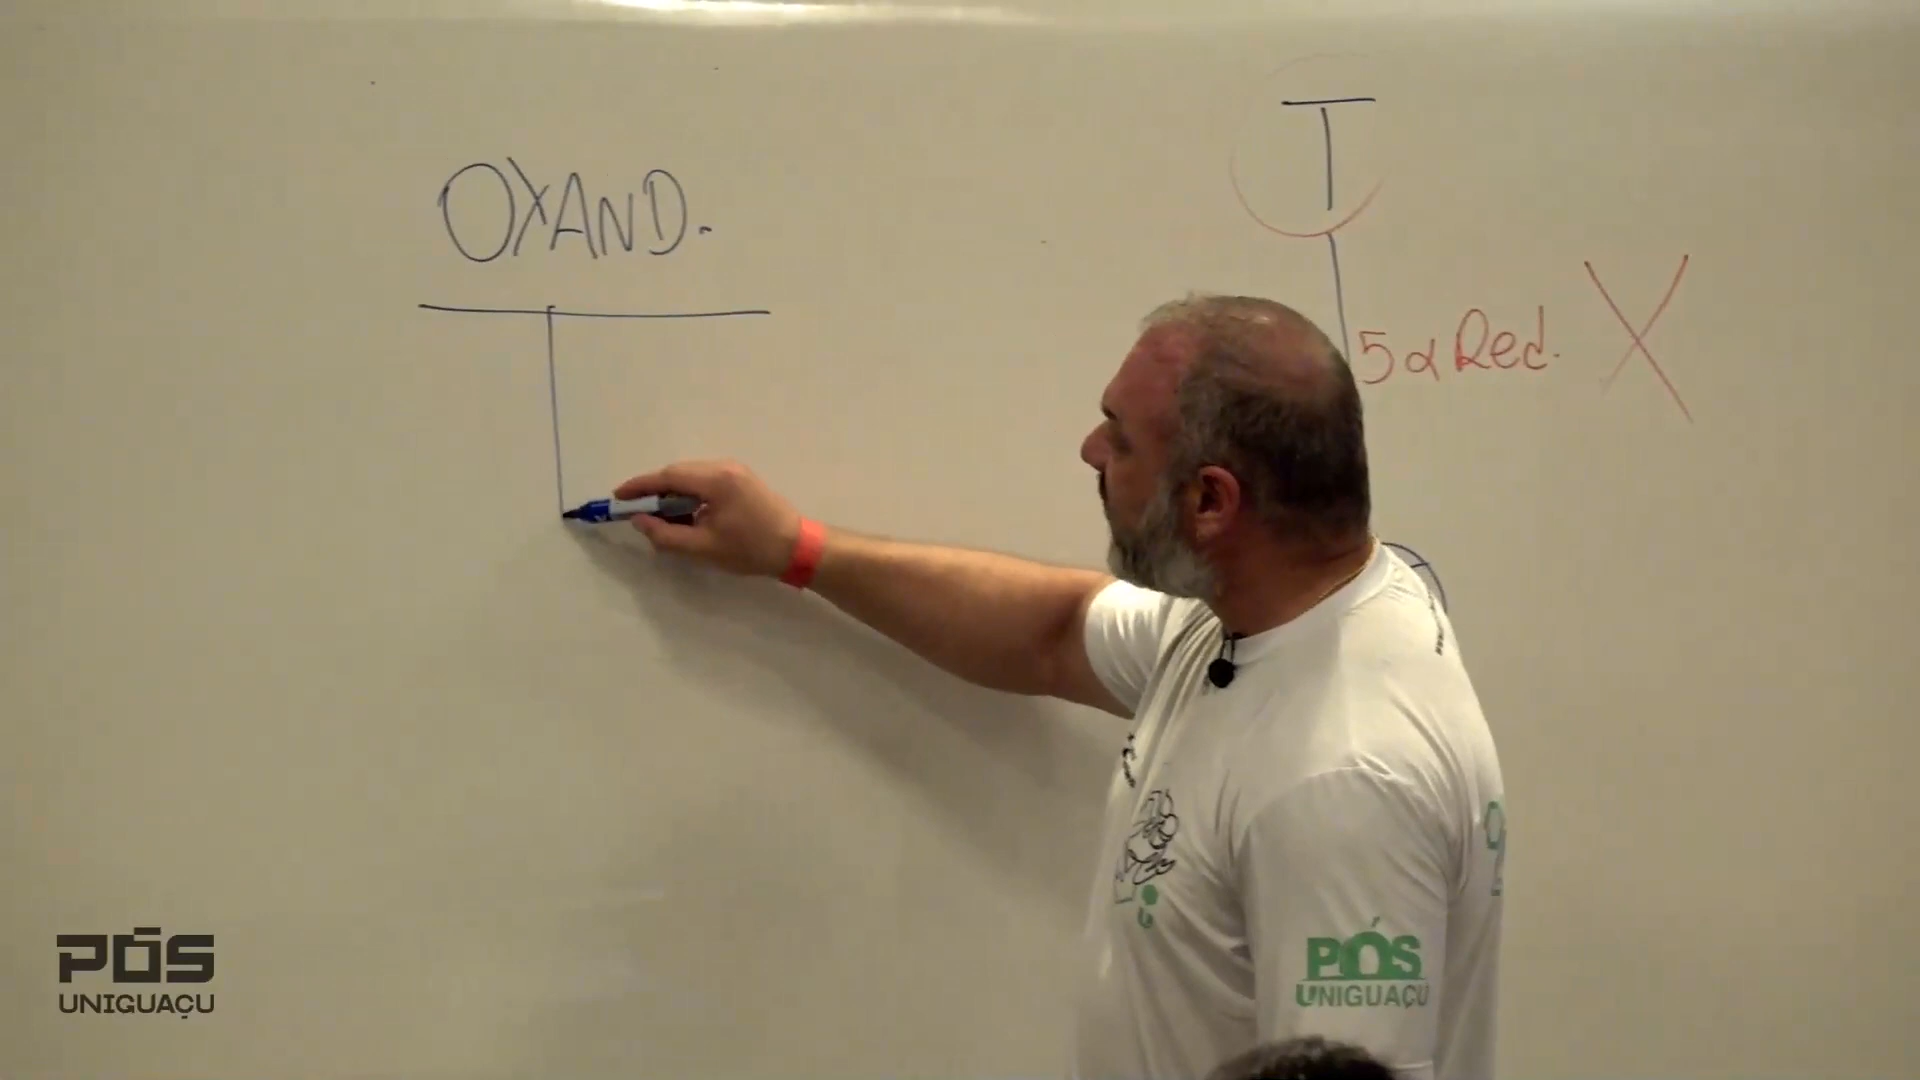 OXAND.
T
5α Red. X
PÓS
UNIGUAÇU
PÓS
UNIGUAÇU